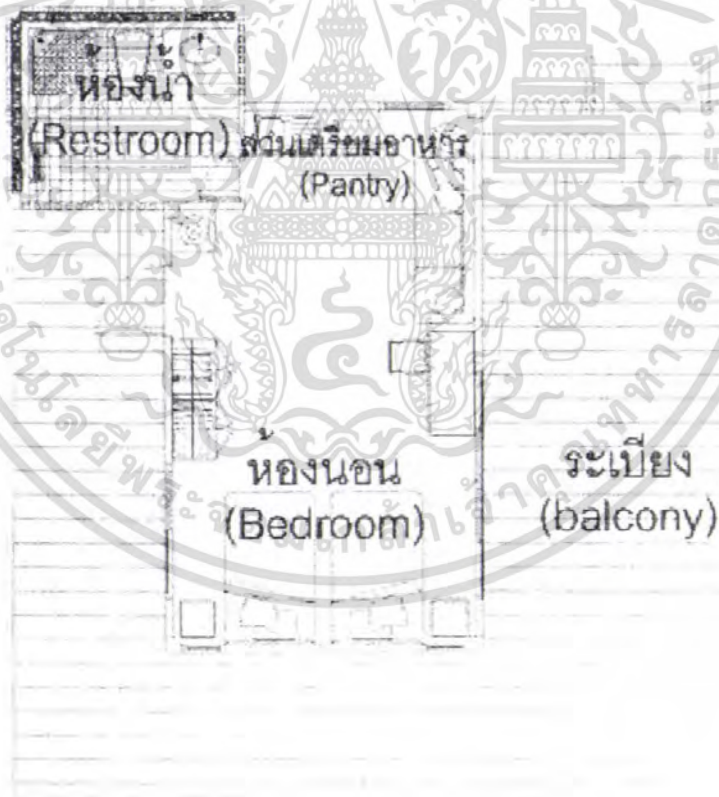 ห้องน้ำ
(Restroom)
ส่วนเตรียมอาหาร
(Pantry)
ห้องนอน
(Bedroom)
ระเบียง
(balcony)